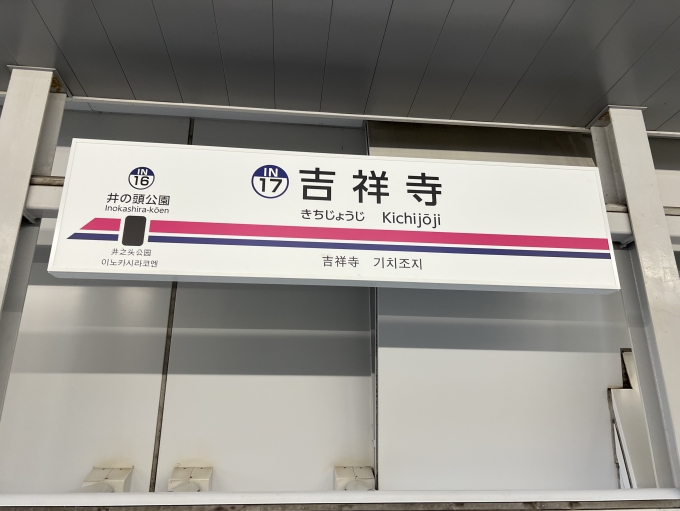 IN
16
井の頭公園
Inokashira-kōen
井之头公园
이노카시라코엔
IN
17
吉祥寺
きちじょうじ Kichijōji
吉祥寺 기치조지